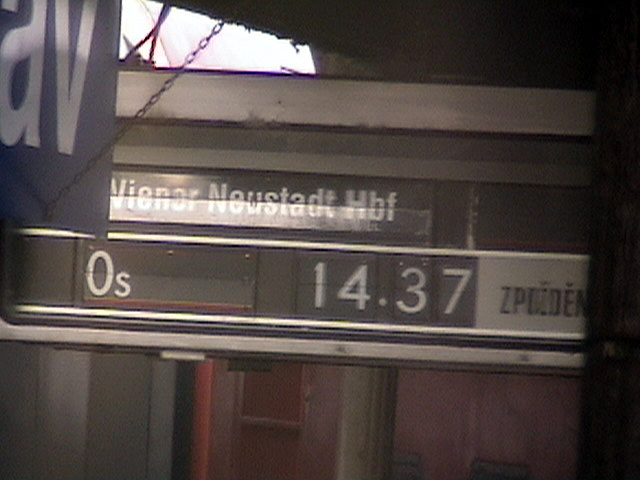 av
Wiener Neustadt Hbf
Os 14.37 ZPOŽDĚN